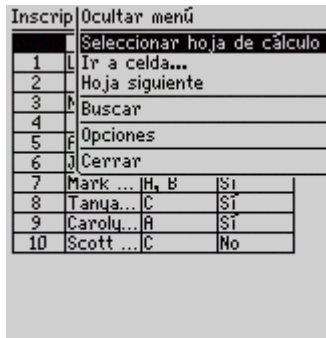 Inscrip Ocultar menú
Seleccionar hoja de cálculo
1 L Ir a celda...
2 Hoja siguiente
3 Buscar
4
5 Opciones
6 J Cerrar
7 Mark ... A, B Sí
8 Tanya... C Sí
9 Caroly... A Sí
10 Scott ... C No